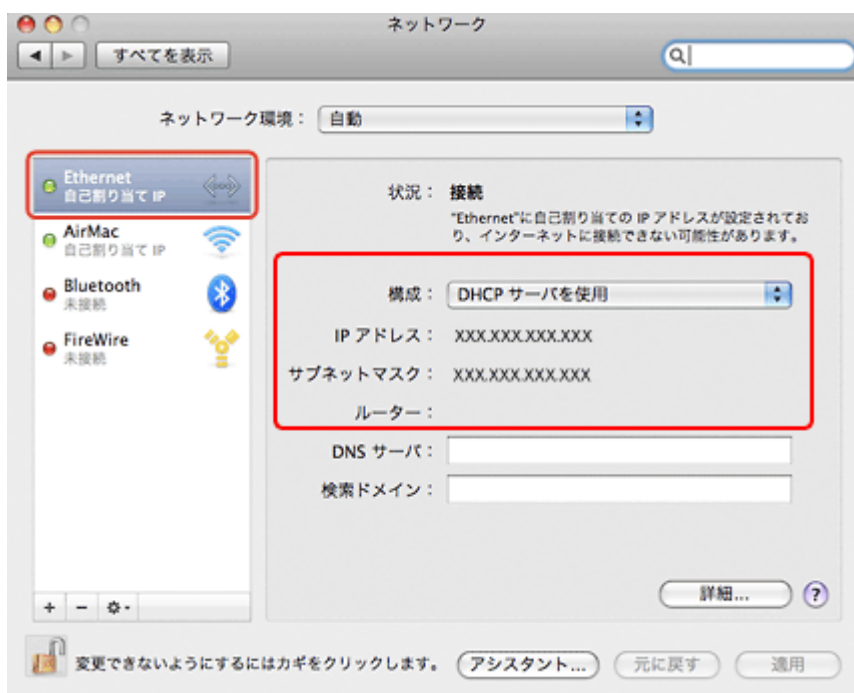 ネットワーク
すべてを表示
ネットワーク環境： 自動
Ethernet
自己割り当て IP
AirMac
自己割り当て IP
Bluetooth
未接続
FireWire
未接続
状況： 接続
"Ethernet"に自己割り当ての IP アドレスが設定されてお
り、インターネットに接続できない可能性があります。
構成： DHCP サーバを使用
IP アドレス： XXX.XXX.XXX.XXX
サブネットマスク： XXX.XXX.XXX.XXX
ルーター：
DNS サーバ：
検索ドメイン：
詳細... ?
変更できないようにするにはカギをクリックします。 アシスタント... 元に戻す 適用